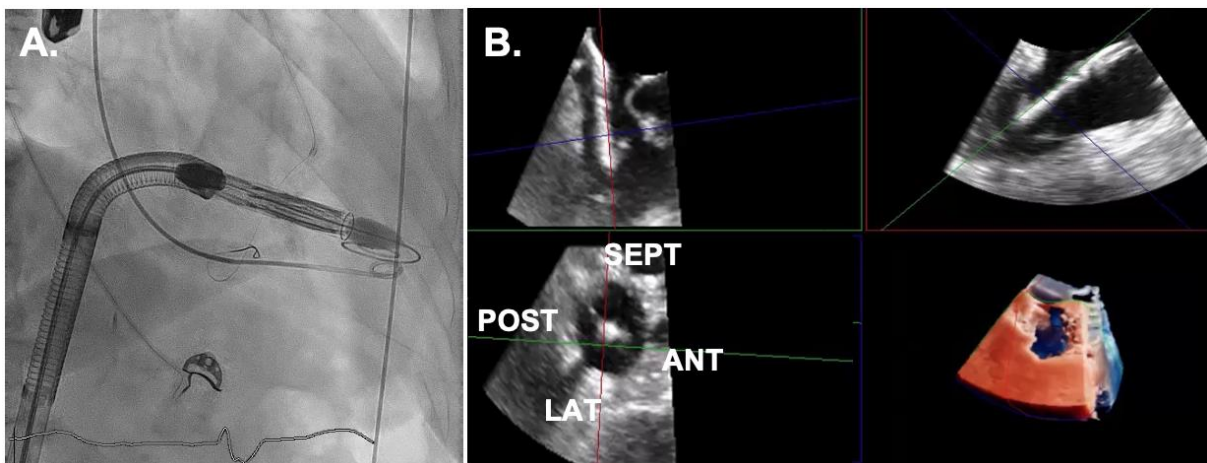 A.
B.
SEPT
POST
ANT
LAT